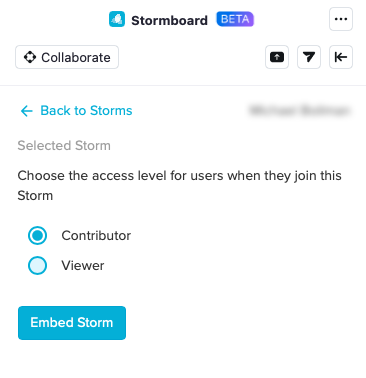 Stormboard BETA
Collaborate
Back to Storms
Selected Storm
Choose the access level for users when they join this
Storm
Contributor
Viewer
Embed Storm